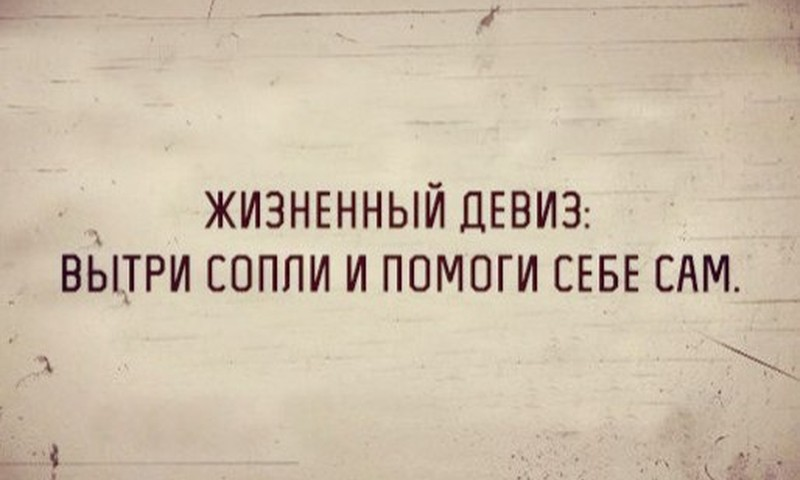 ЖИЗНЕННЫЙ ДЕВИЗ:
ВЫТРИ СОПЛИ И ПОМОГИ СЕБЕ САМ.